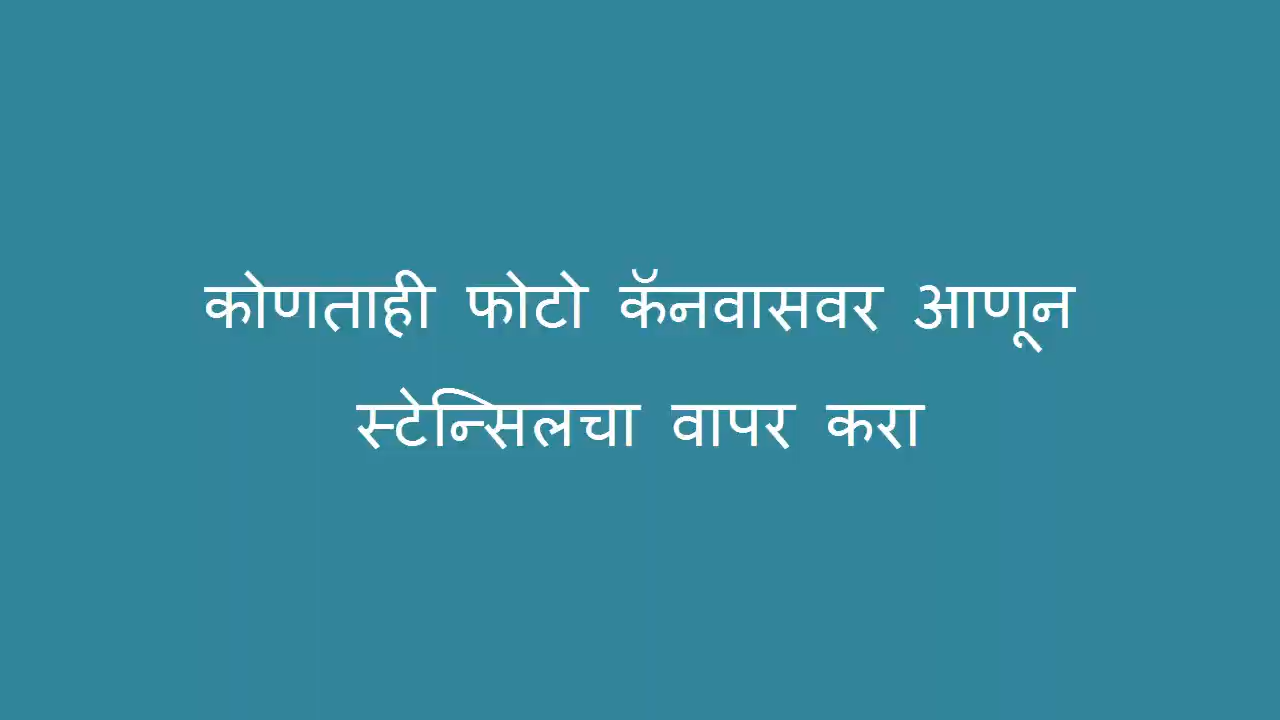 कोणताही फोटो कॅनवासवर आणून
स्टेन्सिलचा वापर करा